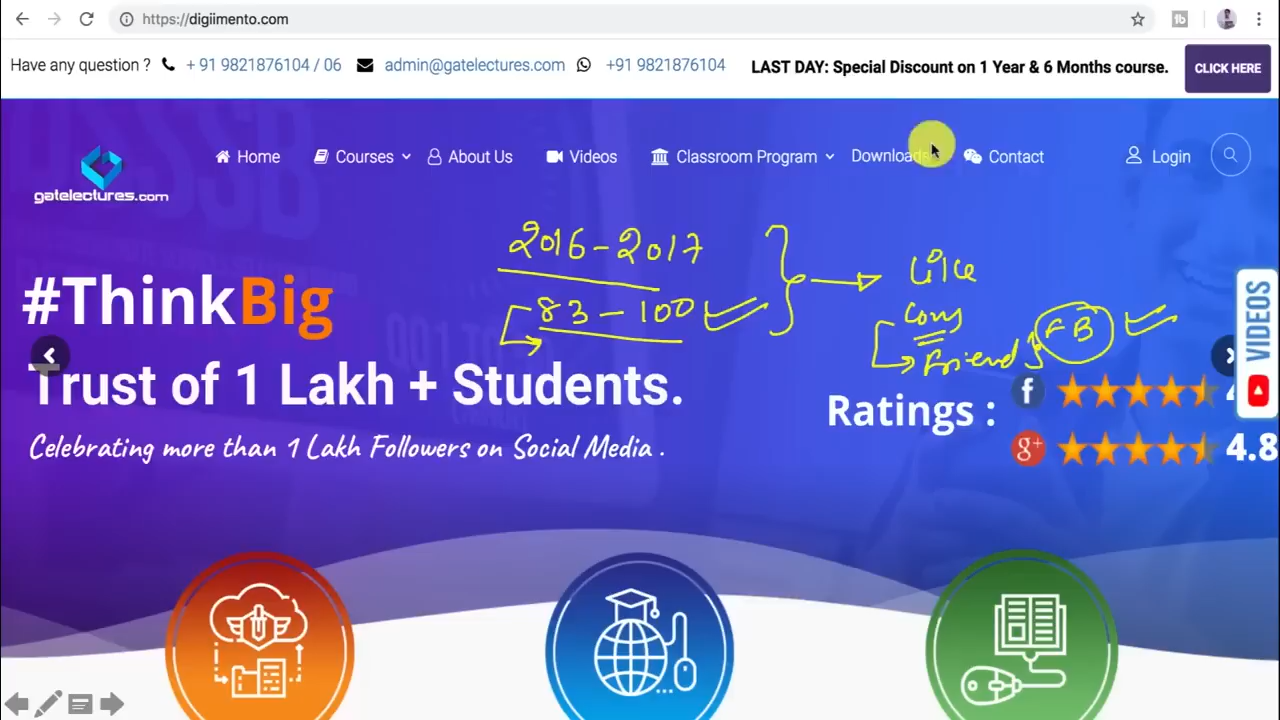 https://digiimento.com
Have any question ? + 91 9821876104 / 06 admin@gatelectures.com +91 9821876104 LAST DAY: Special Discount on 1 Year & 6 Months course. CLICK HERE
gatelectures.com Home Courses About Us Videos Classroom Program Downloads Contact Login
2016-2017
83-100
Like
Friend
FB
#ThinkBig
Trust of 1 Lakh + Students.
Celebrating more than 1 Lakh Followers on Social Media .
Ratings :
4.8
VIDEOS